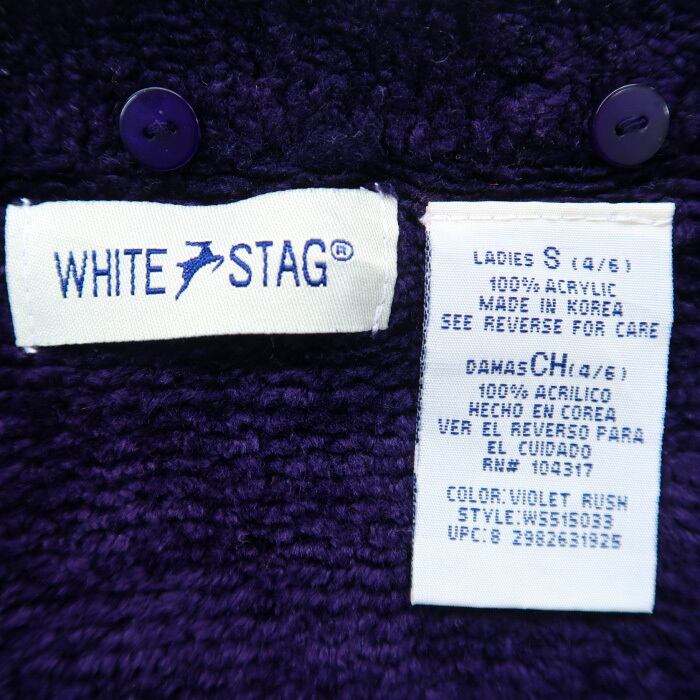 WHITE STAG®
LADIES S (4/6)
100% ACRYLIC
MADE IN KOREA
SEE REVERSE FOR CARE
DAMAS CH (4/6)
100% ACRILICO
HECHO EN COREA
VER EL REVERSO PARA
EL CUIDADO
RN# 104317
COLOR:VIOLET RUSH
STYLE:WS515033
UPC:8 2982631925